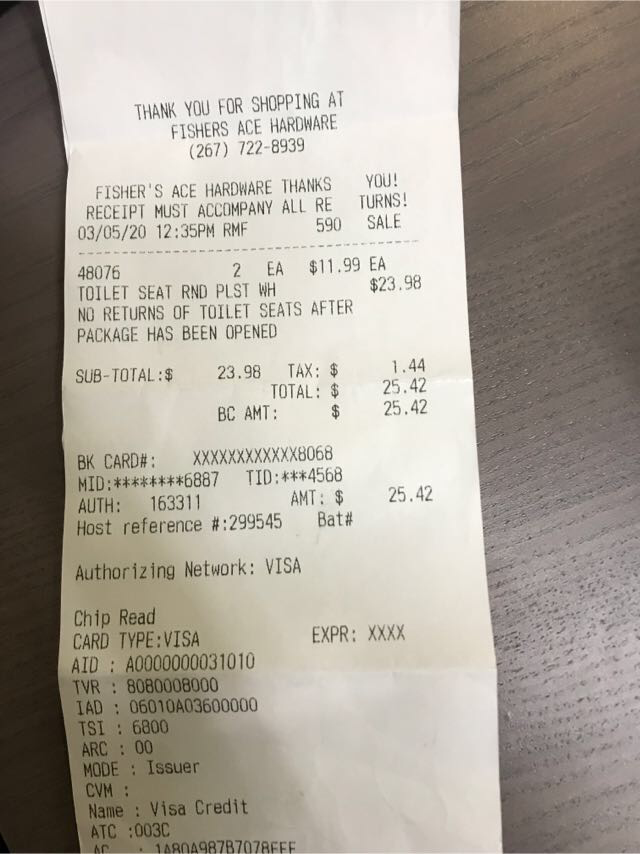 THANK YOU FOR SHOPPING AT
FISHERS ACE HARDWARE
(267) 722-8939
FISHER'S ACE HARDWARE THANKS YOU!
RECEIPT MUST ACCOMPANY ALL RE TURNS!
03/05/20 12:35PM RMF 590 SALE
48076 2 EA $11.99 EA
TOILET SEAT RND PLST WH $23.98
NO RETURNS OF TOILET SEATS AFTER
PACKAGE HAS BEEN OPENED
SUB-TOTAL:$ 23.98 TAX: $ 1.44
TOTAL: $ 25.42
BC AMT: $ 25.42
BK CARD#: XXXXXXXXXXXX8068
MID:********6887 TID:***4568
AUTH: 163311 AMT: $ 25.42
Host reference #:299545 Bat#
Authorizing Network: VISA
Chip Read
CARD TYPE:VISA EXPR: XXXX
AID : A0000000031010
TVR : 8080008000
IAD : 06010A03600000
TSI : 6800
ARC : 00
MODE : Issuer
CVM :
Name : Visa Credit
ATC :003C
AC : 1A80A987B7078EEE